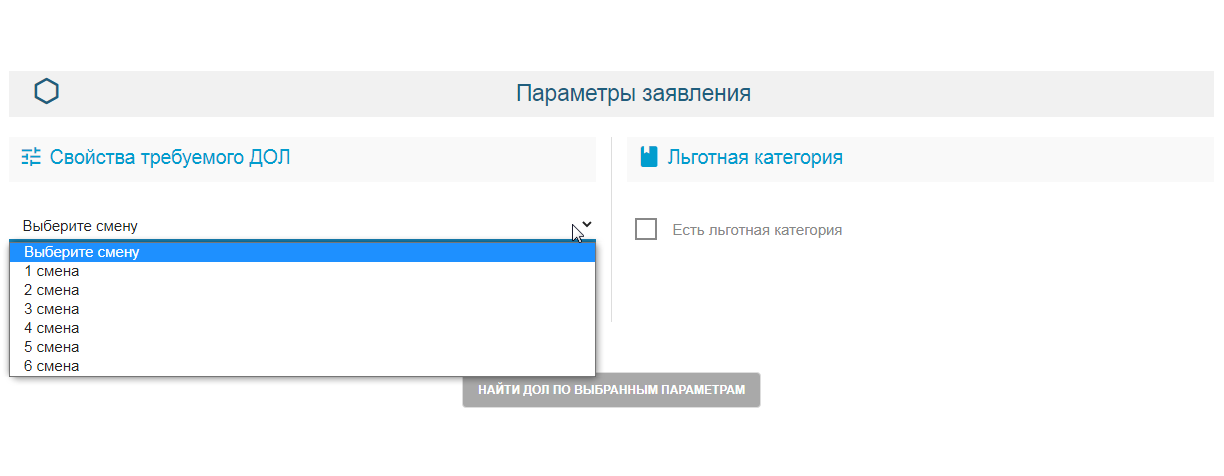 Параметры заявления
Свойства требуемого ДОЛ
Выберите смену
Выберите смену
1 смена
2 смена
3 смена
4 смена
5 смена
6 смена
Льготная категория
Есть льготная категория
НАЙТИ ДОЛ ПО ВЫБРАННЫМ ПАРАМЕТРАМ